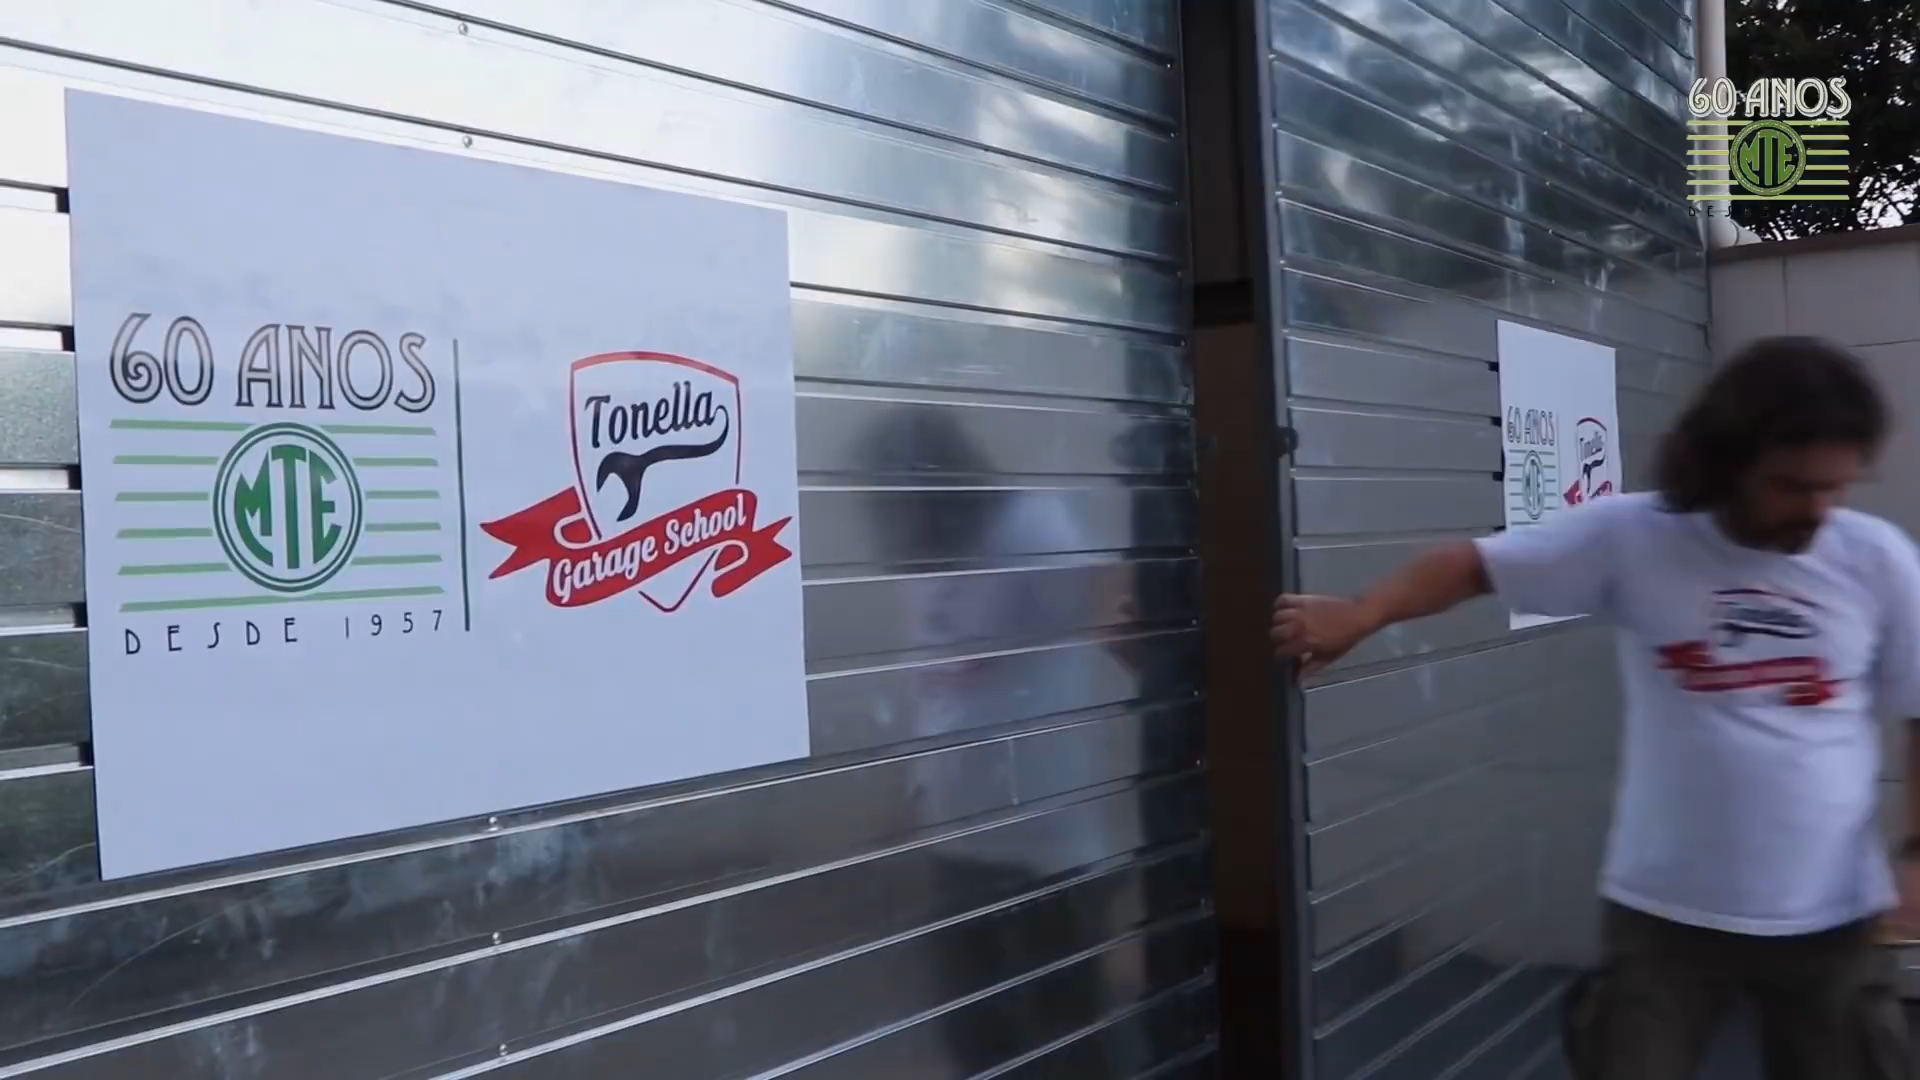 60 ANOS
MTE
DESDE 1957
Tonella
Garage School
60 ANOS
MTE
60 ANOS
MTE
Tonella